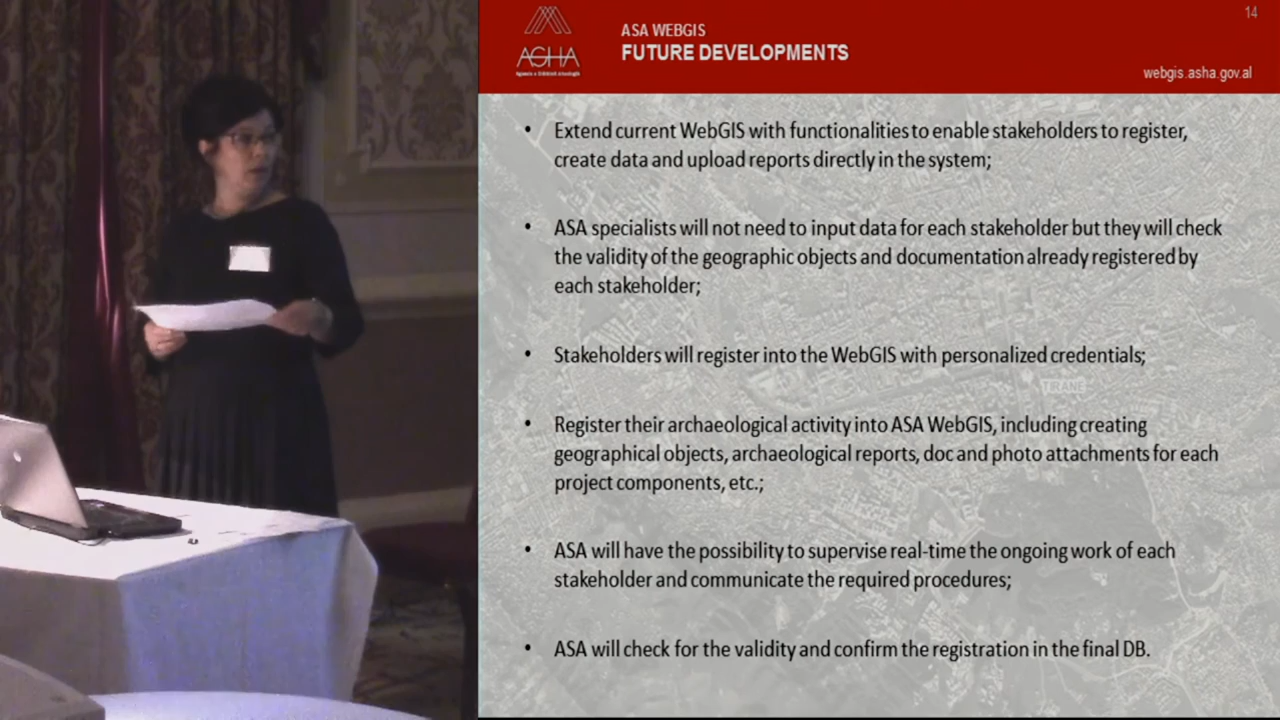 14
ASA WEBGIS
FUTURE DEVELOPMENTS
ASHA
webgis.asha.gov.al
• Extend current WebGIS with functionalities to enable stakeholders to register,
create data and upload reports directly in the system;
• ASA specialists will not need to input data for each stakeholder but they will check
the validity of the geographic objects and documentation already registered by
each stakeholder;
• Stakeholders will register into the WebGIS with personalized credentials;
TIRANE
• Register their archaeological activity into ASA WebGIS, including creating
geographical objects, archaeological reports, doc and photo attachments for each
project components, etc.;
• ASA will have the possibility to supervise real-time the ongoing work of each
stakeholder and communicate the required procedures;
• ASA will check for the validity and confirm the registration in the final DB.